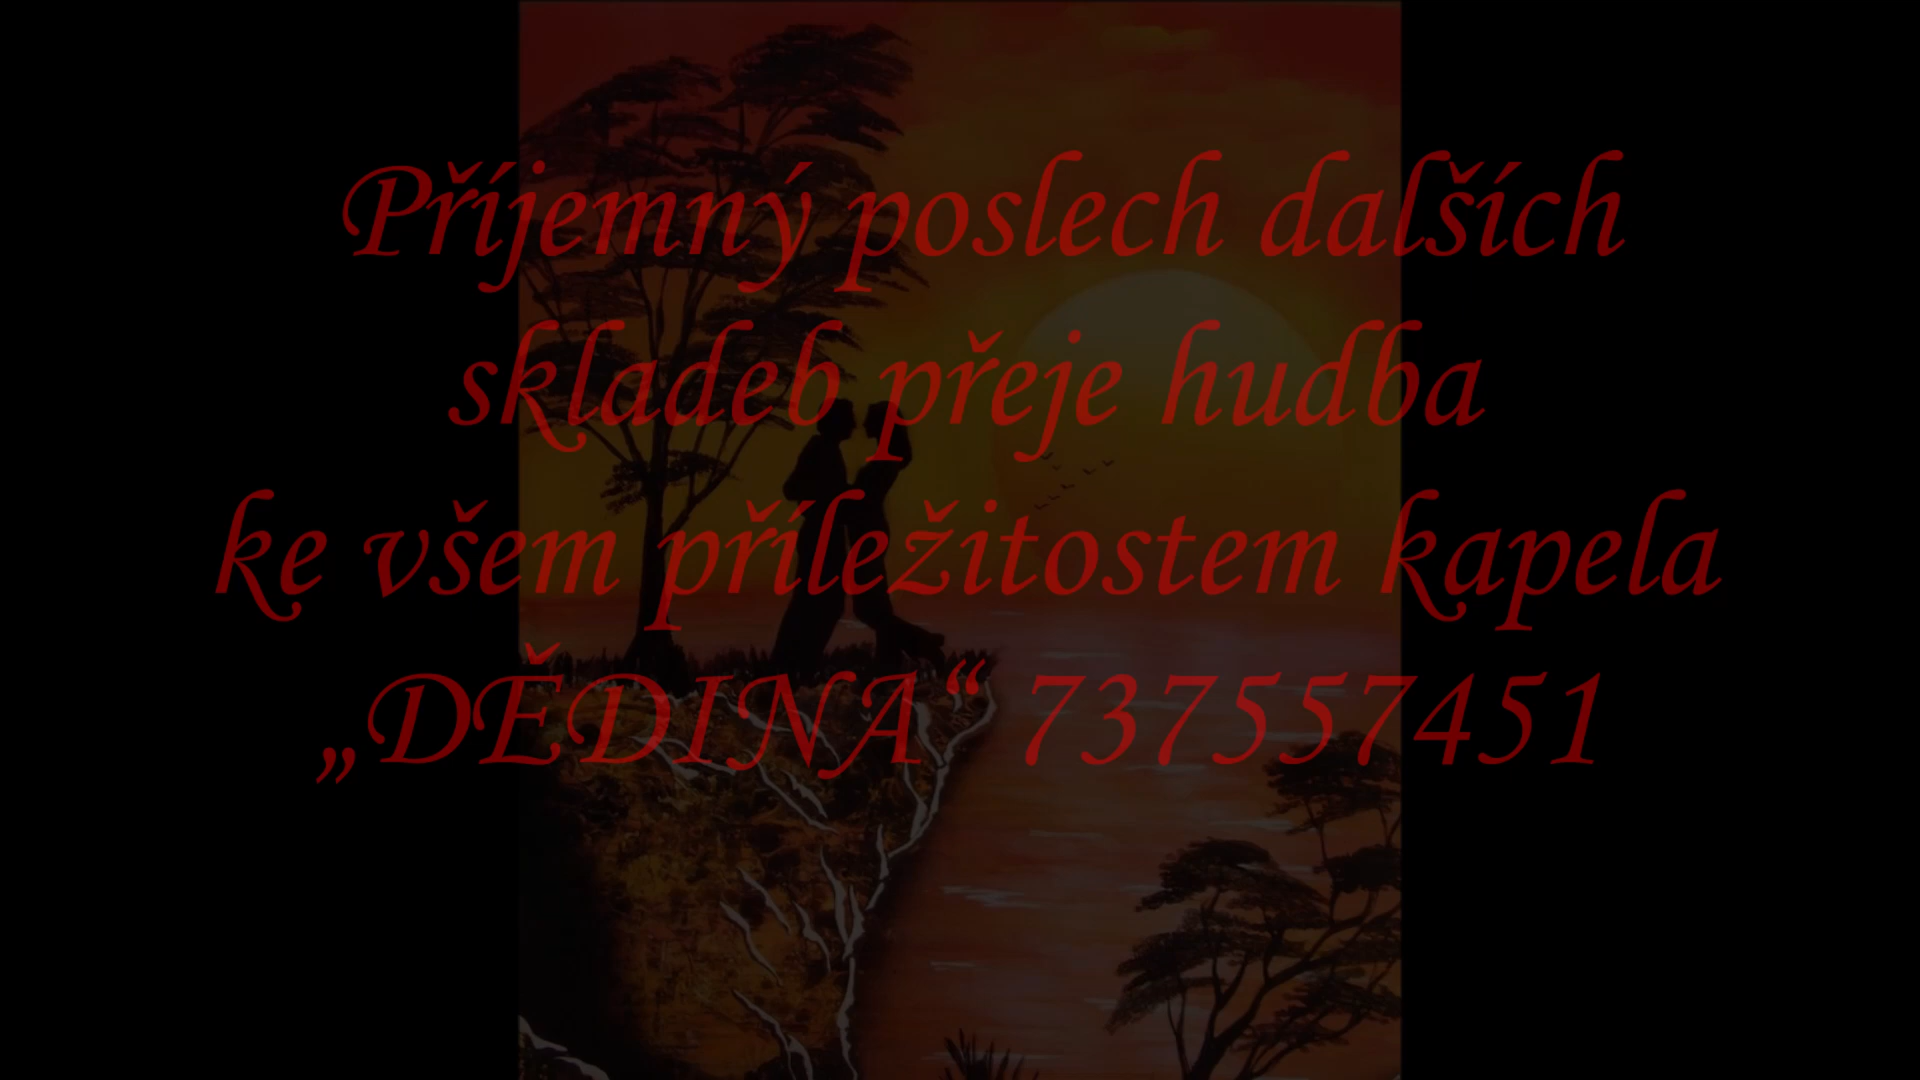 Příjemný poslech dalších
skladeb přeje hudba
ke všem příležitostem kapela
„DĚDINA“ 737557451